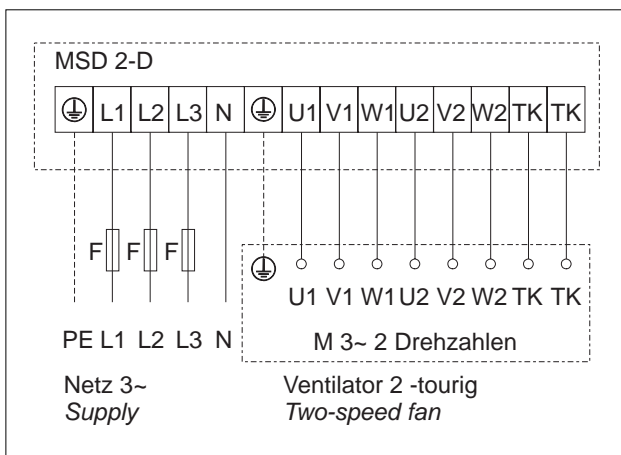 MSD 2-D
L1 L2 L3 N U1 V1 W1 U2 V2 W2 TK TK
F F F
U1 V1 W1 U2 V2 W2 TK TK
PE L1 L2 L3 N M 3~ 2 Drehzahlen
Netz 3~
Supply
Ventilator 2 -tourig
Two-speed fan